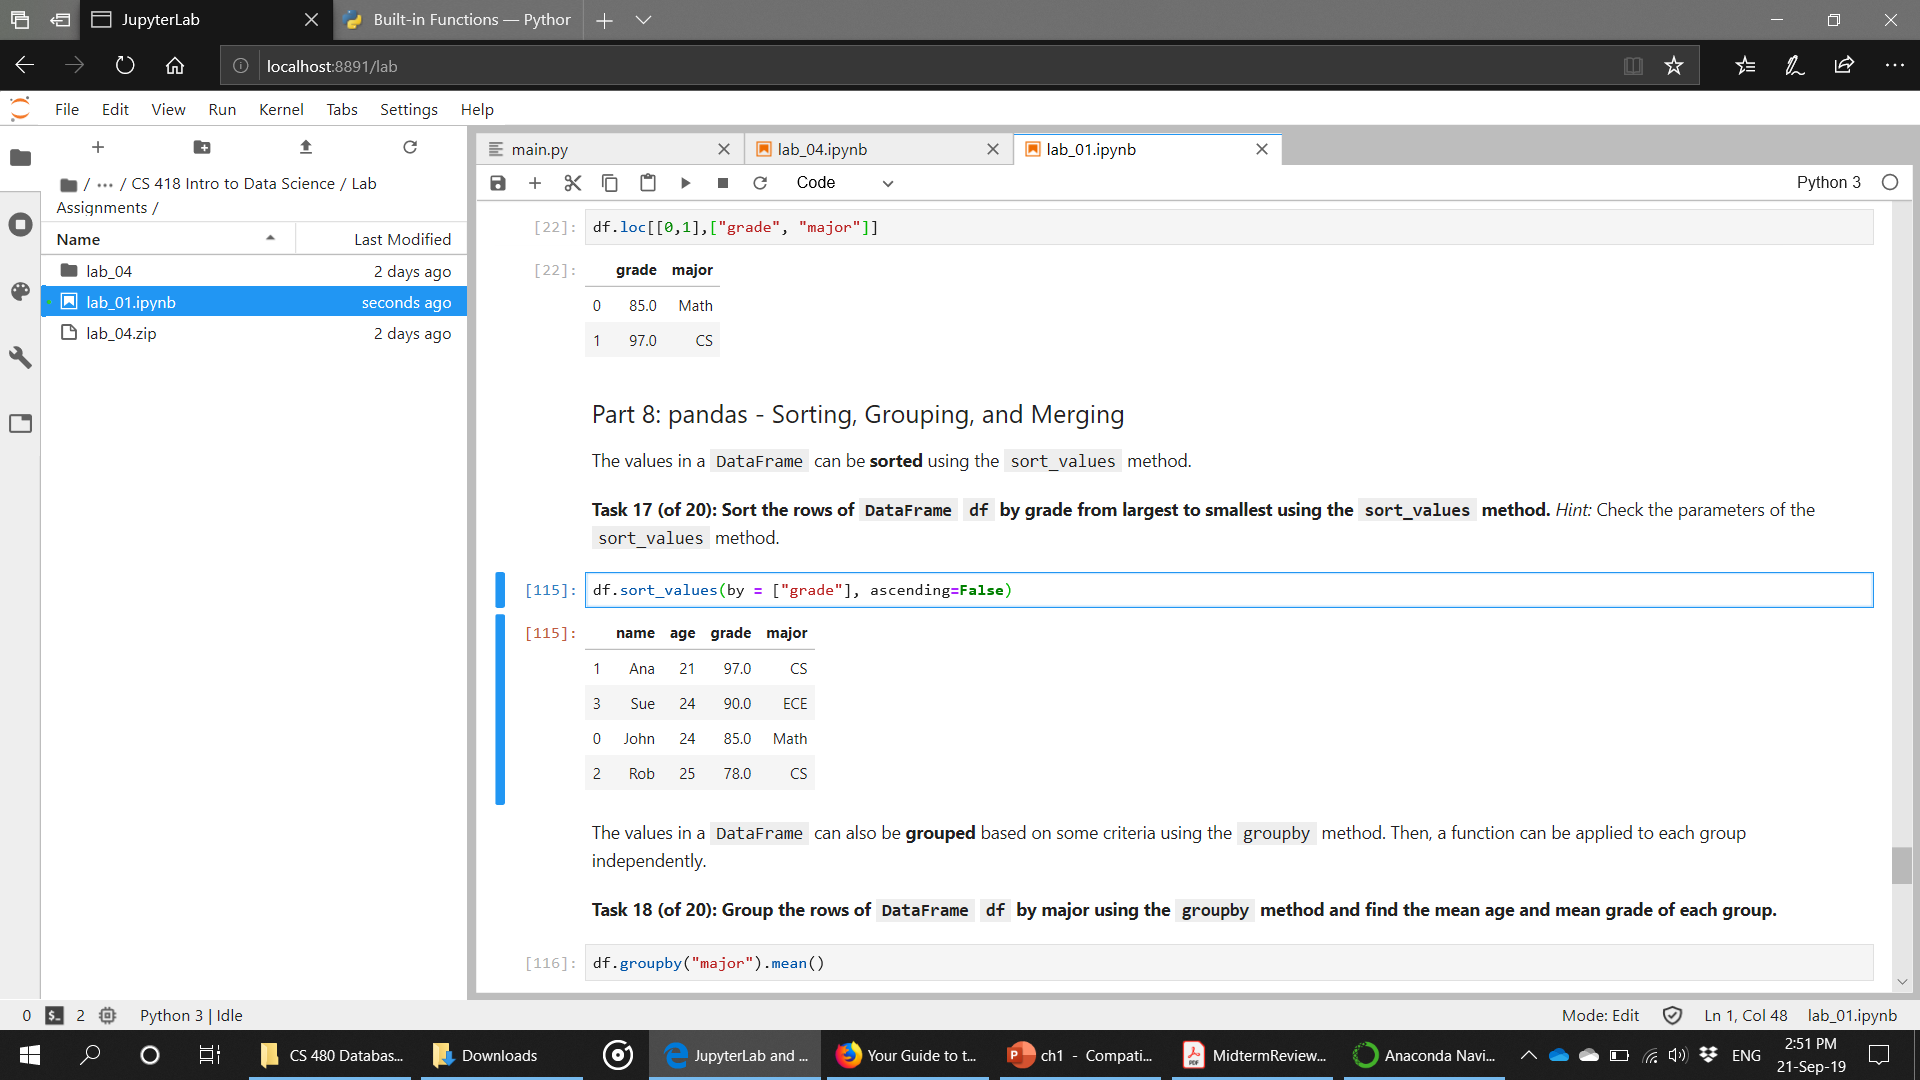 JupyterLab
Built-in Functions — Pythor
localhost:8891/lab
File Edit View Run Kernel Tabs Settings Help
/ ··· / CS 418 Intro to Data Science / Lab
Assignments /
Name Last Modified
lab_04 2 days ago
lab_01.ipynb seconds ago
lab_04.zip 2 days ago
main.py lab_04.ipynb lab_01.ipynb
Code Python 3
[22]: df.loc[[0,1],["grade", "major"]]
[22]: grade major
0 85.0 Math
1 97.0 CS
Part 8: pandas - Sorting, Grouping, and Merging
The values in a DataFrame can be sorted using the sort_values method.
Task 17 (of 20): Sort the rows of DataFrame df by grade from largest to smallest using the sort_values method. Hint: Check the parameters of the
sort_values method.
[115]: df.sort_values(by = ["grade"], ascending=False)
[115]: name age grade major
1 Ana 21 97.0 CS
3 Sue 24 90.0 ECE
0 John 24 85.0 Math
2 Rob 25 78.0 CS
The values in a DataFrame can also be grouped based on some criteria using the groupby method. Then, a function can be applied to each group
independently.
Task 18 (of 20): Group the rows of DataFrame df by major using the groupby method and find the mean age and mean grade of each group.
[116]: df.groupby("major").mean()
0 $_ 2 Python 3 | Idle Mode: Edit Ln 1, Col 48 lab_01.ipynb
CS 480 Databas... Downloads JupyterLab and ... Your Guide to t... ch1 - Compati... MidtermReview... Anaconda Navi... ENG
2:51 PM
21-Sep-19